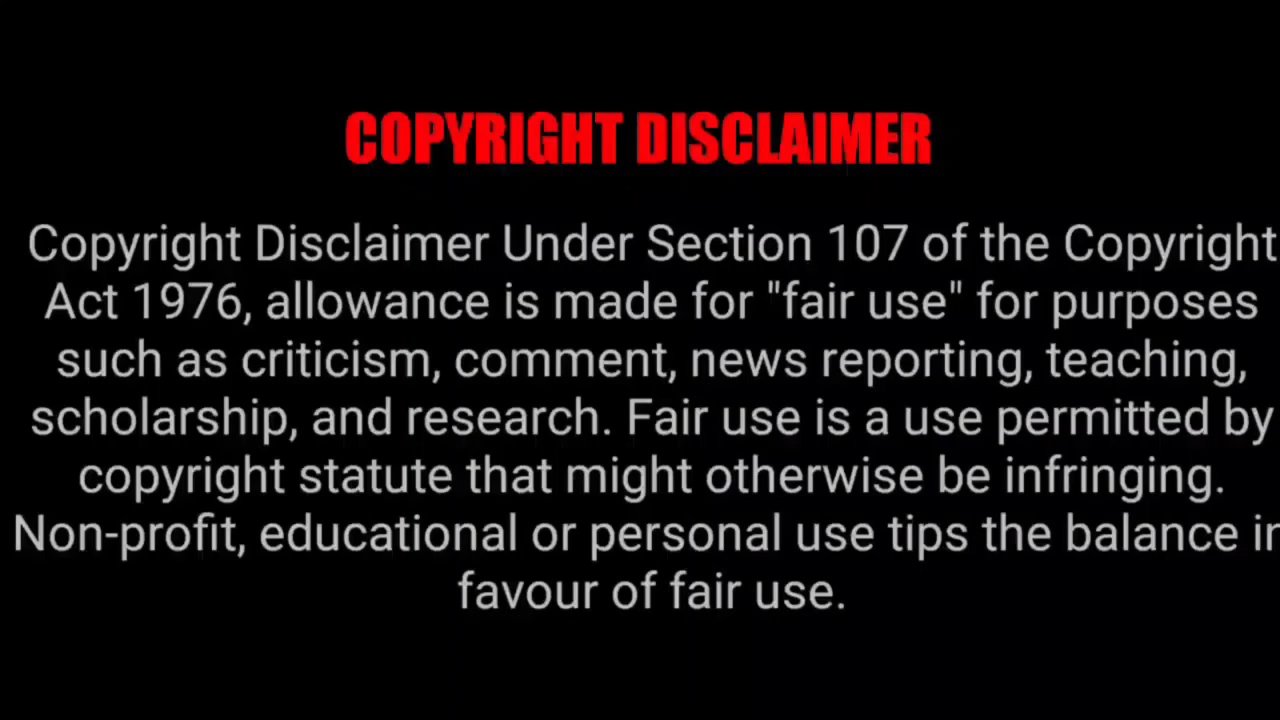 COPYRIGHT DISCLAIMER
Copyright Disclaimer Under Section 107 of the Copyright
Act 1976, allowance is made for "fair use" for purposes
such as criticism, comment, news reporting, teaching,
scholarship, and research. Fair use is a use permitted by
copyright statute that might otherwise be infringing.
Non-profit, educational or personal use tips the balance in
favour of fair use.